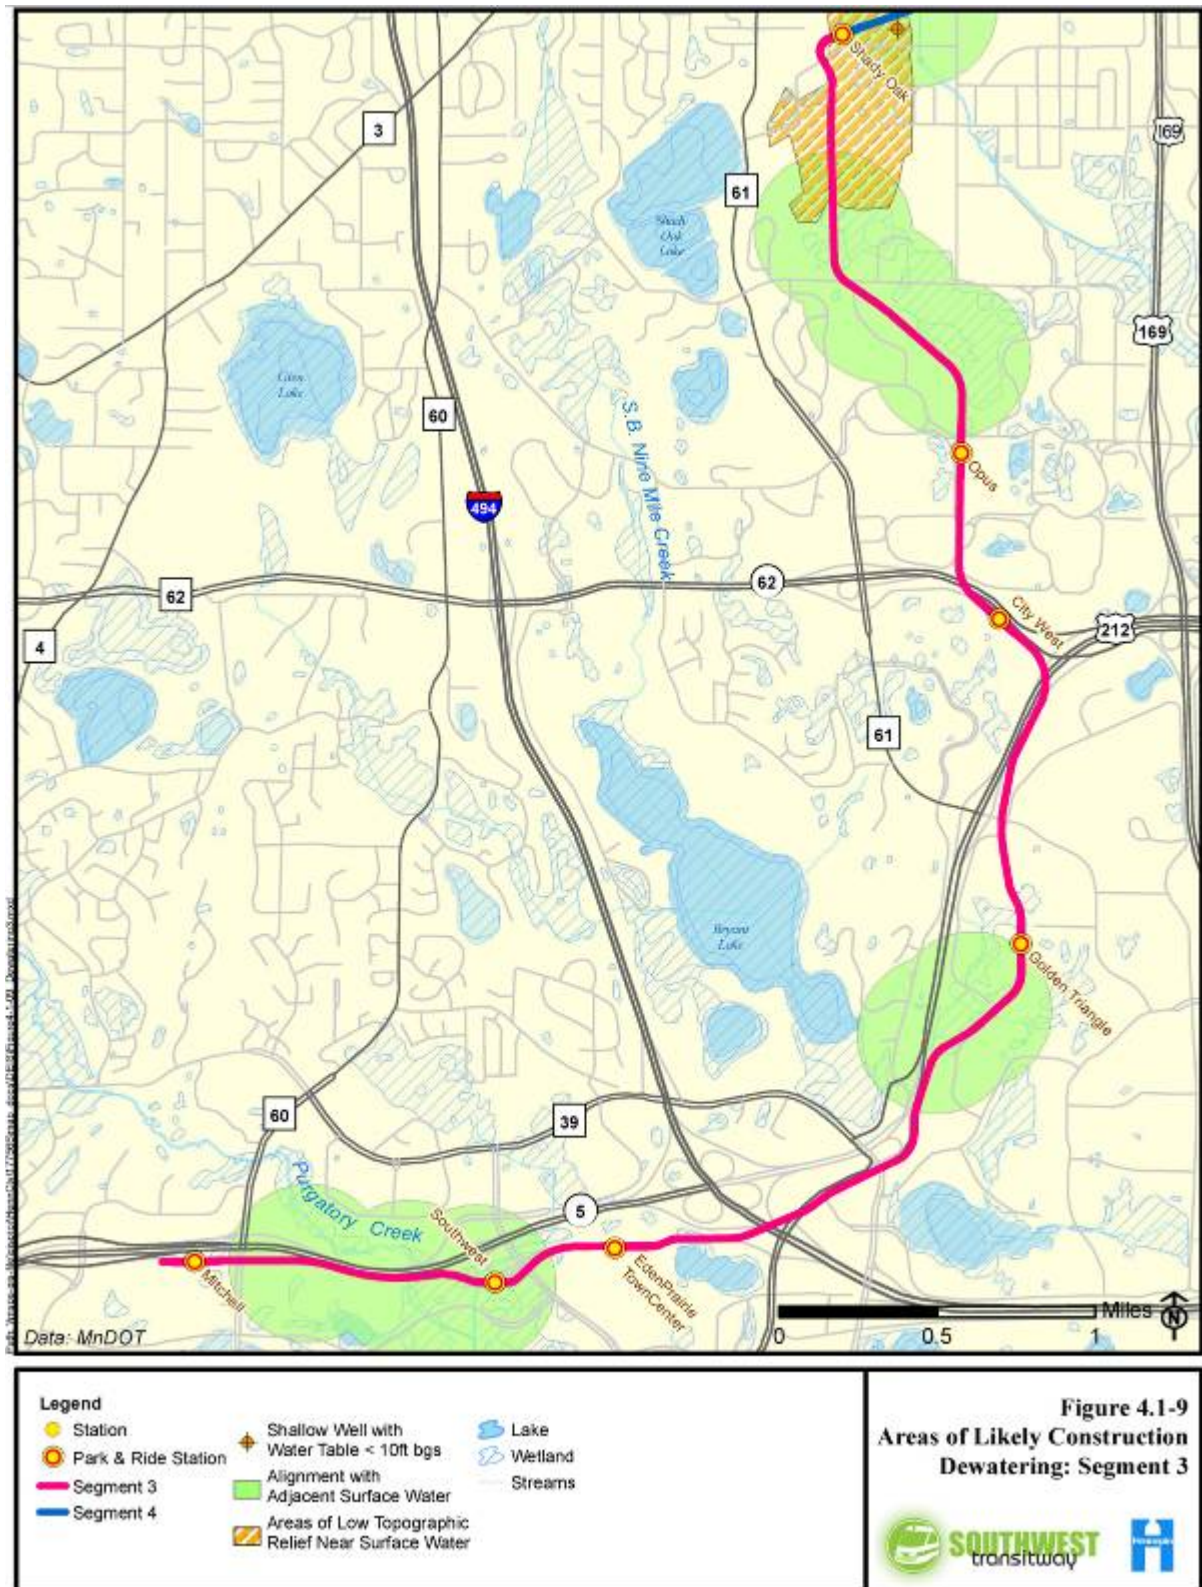 3
169
61
Shady Oak
Shady
Oak
Lake
169
Glen
Lake
60
S.B. Nine Mile Creek
Opus
494
62
62
City West
212
4
61
Bryant
Lake
Golden Triangle
60
39
Purgatory Creek
Southwest
5
Mitchell
EdenPrairie
TownCenter
Miles
N
0
0.5
1
Data: MnDOT
Legend
Station
Park & Ride Station
Segment 3
Segment 4
Shallow Well with
Water Table < 10ft bgs
Alignment with
Adjacent Surface Water
Areas of Low Topographic
Relief Near Surface Water
Lake
Wetland
Streams
Figure 4.1-9
Areas of Likely Construction
Dewatering: Segment 3
SOUTHWEST
transitway